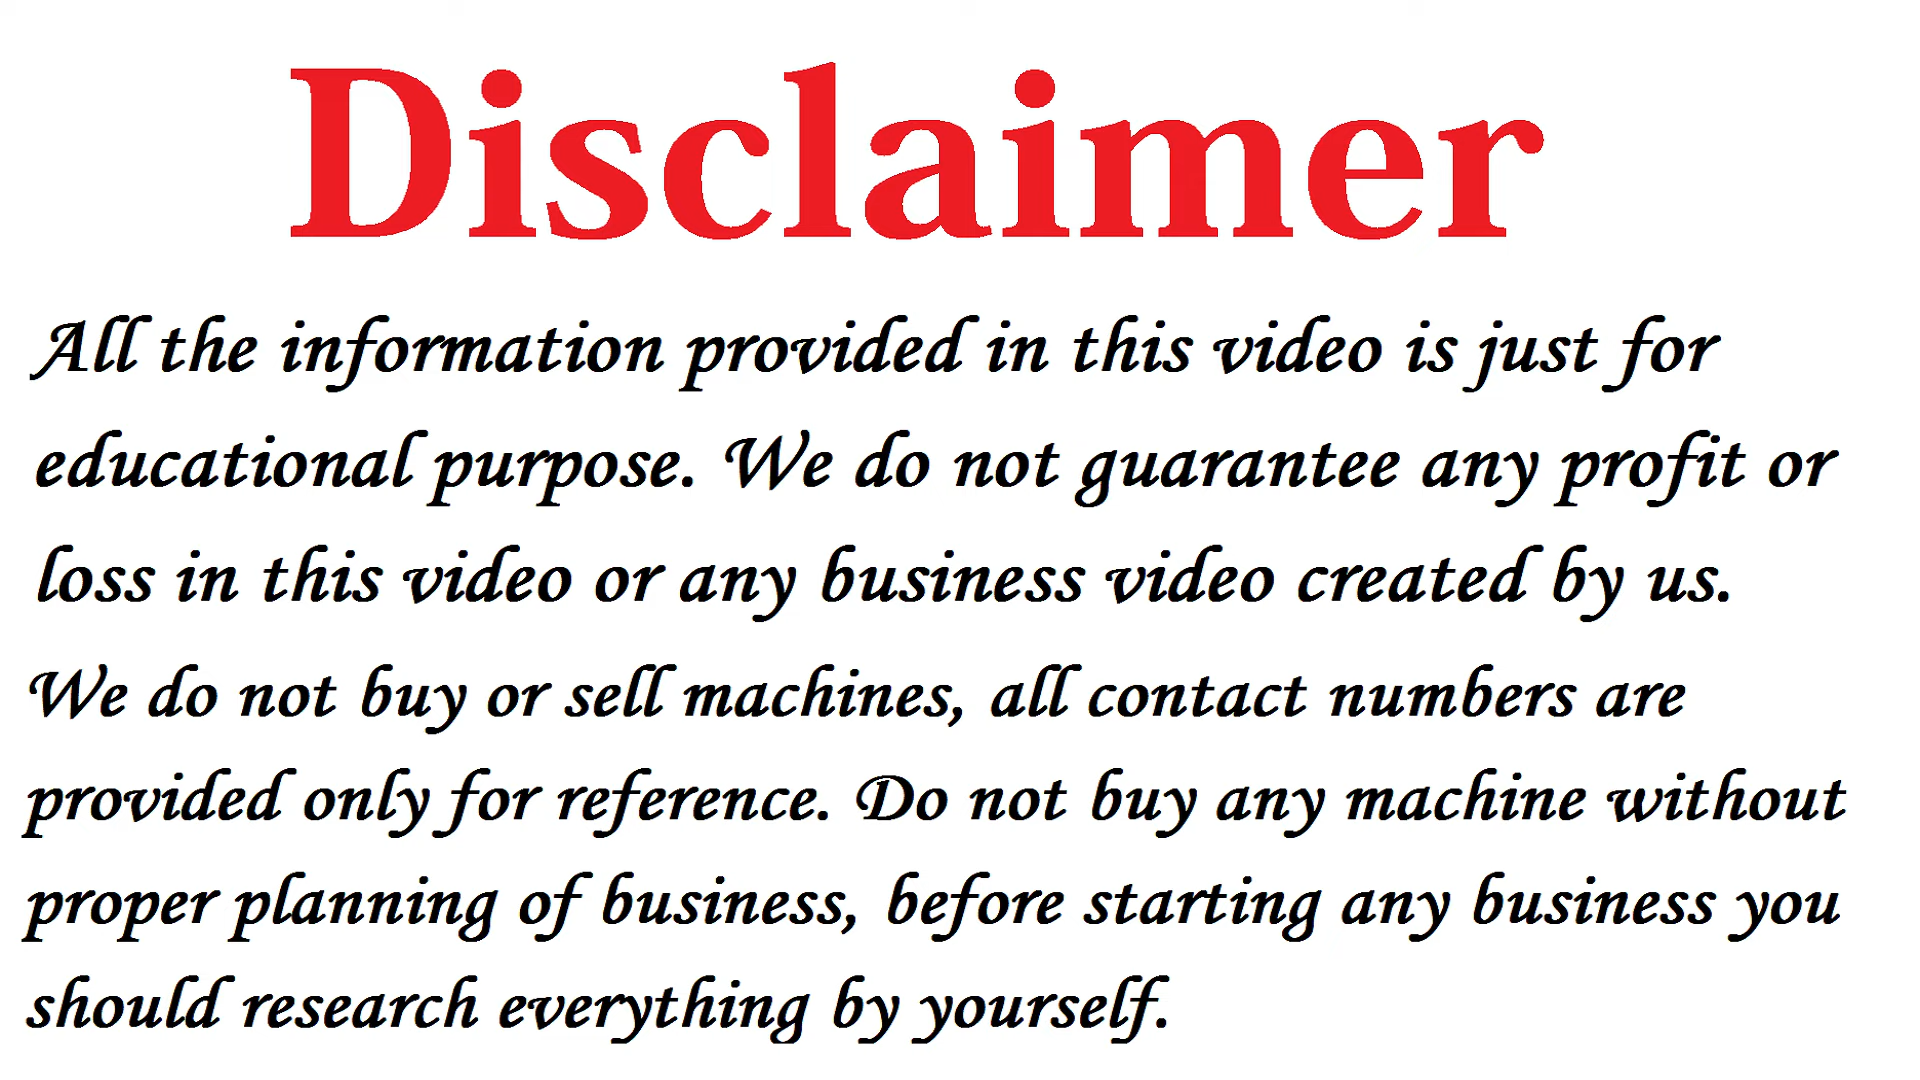 Disclaimer
All the information provided in this video is just for
educational purpose. We do not guarantee any profit or
loss in this video or any business video created by us.
We do not buy or sell machines, all contact numbers are
provided only for reference. Do not buy any machine without
proper planning of business, before starting any business you
should research everything by yourself.